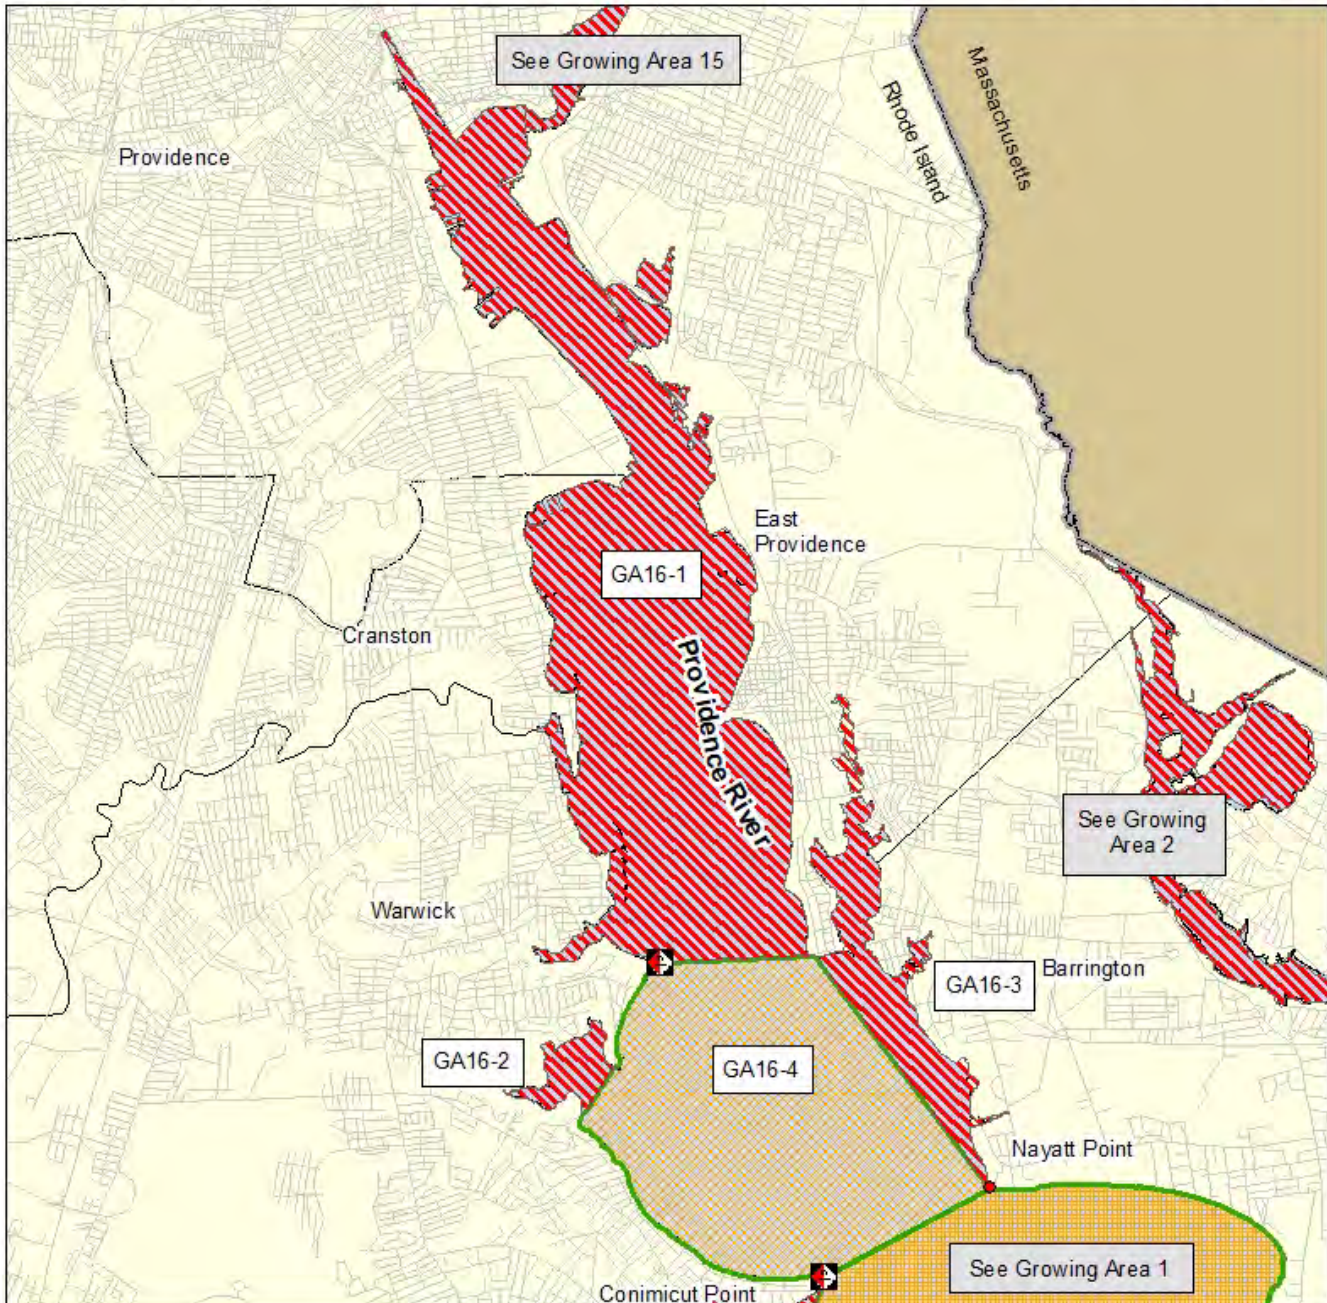 See Growing Area 15
Massachusetts
Rhode Island
Providence
East
Providence
GA16-1
Cranston
Providence River
See Growing
Area 2
Warwick
Barrington
GA16-3
GA16-2
GA16-4
Nayatt Point
See Growing Area 1
Conimicut Point